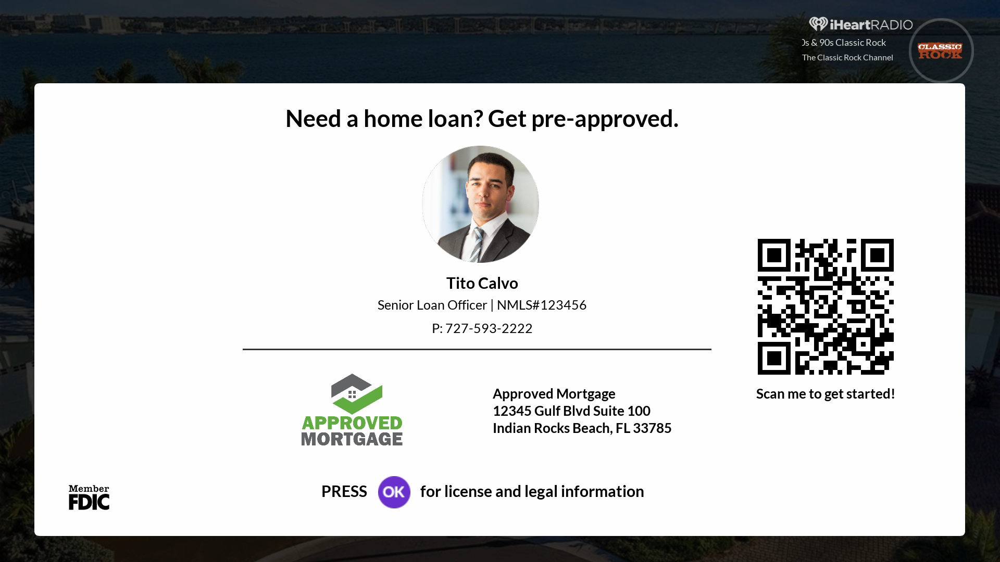 iHeartRADIO
0s & 90s Classic Rock
The Classic Rock Channel
CLASSIC
ROCK
Need a home loan? Get pre-approved.
Tito Calvo
Senior Loan Officer | NMLS#123456
P: 727-593-2222
APPROVED
MORTGAGE
Approved Mortgage
12345 Gulf Blvd Suite 100
Indian Rocks Beach, FL 33785
Scan me to get started!
PRESS OK for license and legal information
Member
FDIC